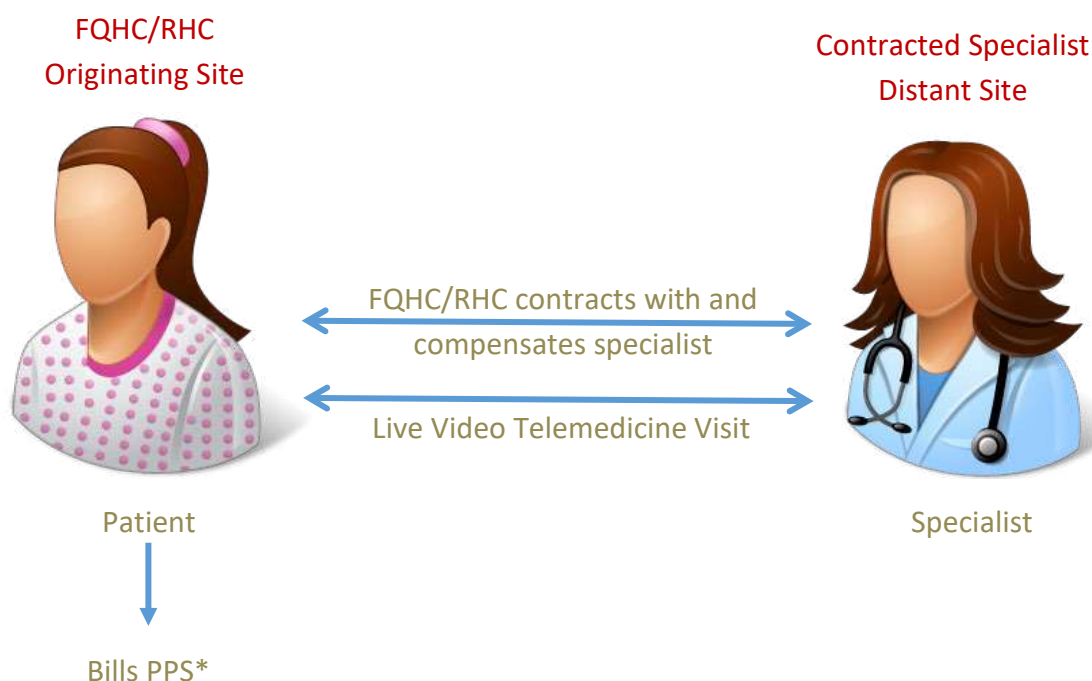 FQHC/RHC
Originating Site
Contracted Specialist
Distant Site
FQHC/RHC contracts with and
compensates specialist
Live Video Telemedicine Visit
Patient
Specialist
Bills PPS*